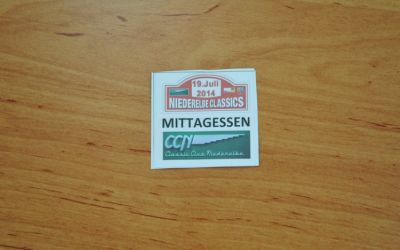 19.Juli
2014
NIEDERELBE CLASSICS
MITTAGESSEN
CCN
Classic Club Niederelbe